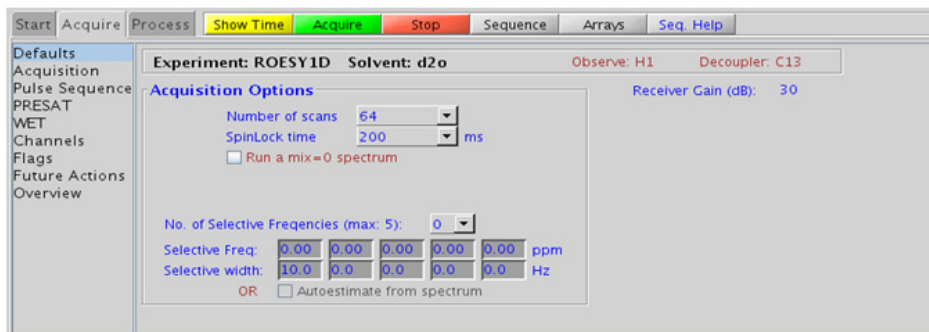 Start Acquire Process Show Time Acquire Stop Sequence Arrays Seq. Help
Defaults
Acquisition
Pulse Sequence
PRESAT
WET
Channels
Flags
Future Actions
Overview
Experiment: ROESY1D Solvent: d2o Observe: H1 Decoupler: C13
Acquisition Options
Receiver Gain (dB): 30
Number of scans 64
SpinLock time 200 ms
Run a mix=0 spectrum
No. of Selective Freqencies (max: 5): 0
Selective Freq: 0.00 0.00 0.00 0.00 0.00 ppm
Selective width: 10.0 0.0 0.0 0.0 0.0 Hz
OR Autoestimate from spectrum